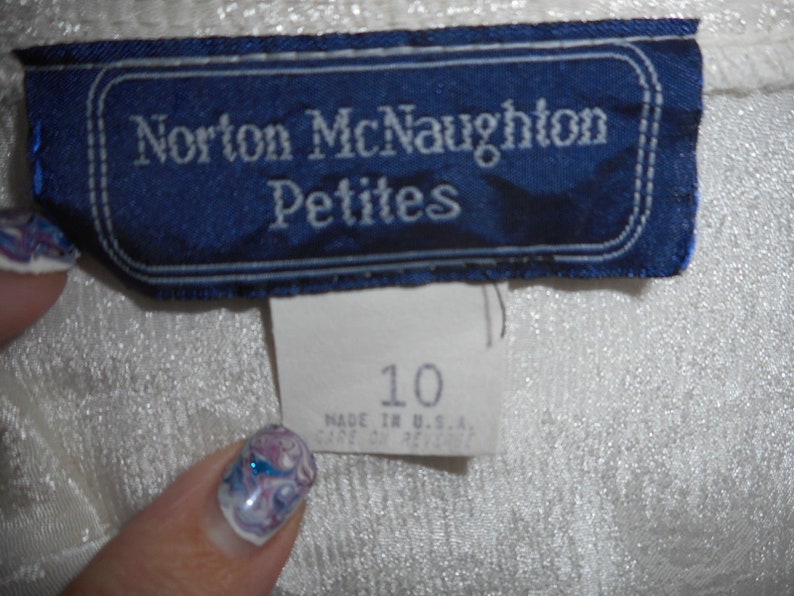 Norton McNaughton
Petites
10
MADE IN U.S.A.
CARE ON REVERSE